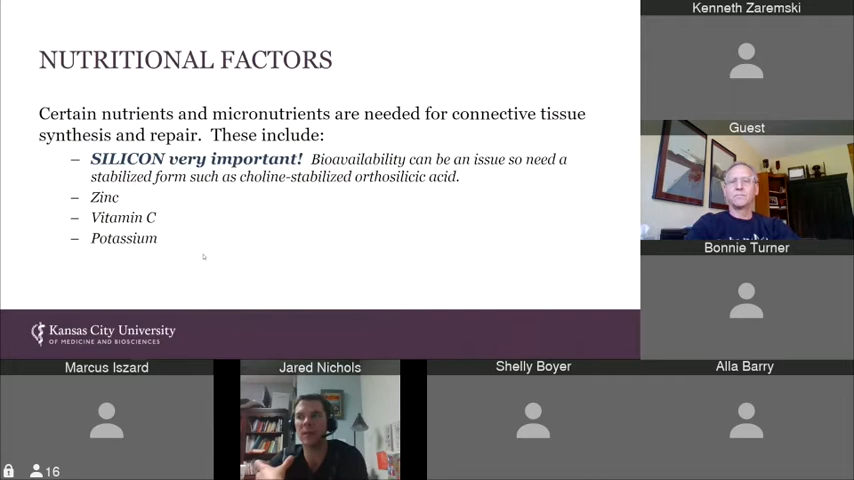 NUTRITIONAL FACTORS
Certain nutrients and micronutrients are needed for connective tissue
synthesis and repair. These include:
– SILICON very important! Bioavailability can be an issue so need a
stabilized form such as choline-stabilized orthosilicic acid.
– Zinc
– Vitamin C
– Potassium
Kansas City University
OF MEDICINE AND BIOSCIENCES
Kenneth Zaremski
Guest
Bonnie Turner
Marcus Iszard
Jared Nichols
Shelly Boyer
Alla Barry
16